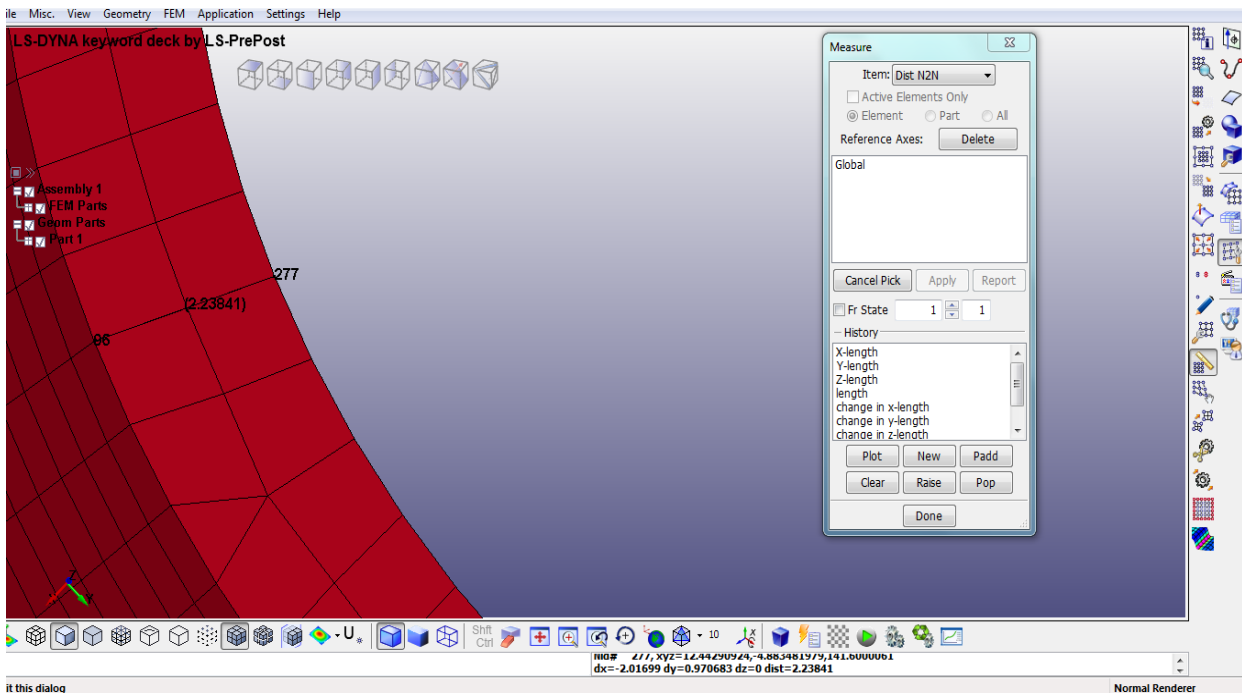 ile Misc. View Geometry FEM Application Settings Help
LS-DYNA keyword deck by LS-PrePost
Assembly 1
FEM Parts
Geom Parts
Part 1
277
(2.23841)
96
Z
Y
Measure
Item: Dist N2N
Active Elements Only
Element Part All
Reference Axes: Delete
Global
Cancel Pick Apply Report
Fr State 1 1
History
X-length
Y-length
Z-length
length
change in x-length
change in y-length
change in z-length
Plot New Padd
Clear Raise Pop
Done
Shft
Ctrl
10
Nid# 277, xyz=12.44290924,-4.883481979,141.6000061
dx=-2.01699 dy=0.970683 dz=0 dist=2.23841
it this dialog
Normal Renderer